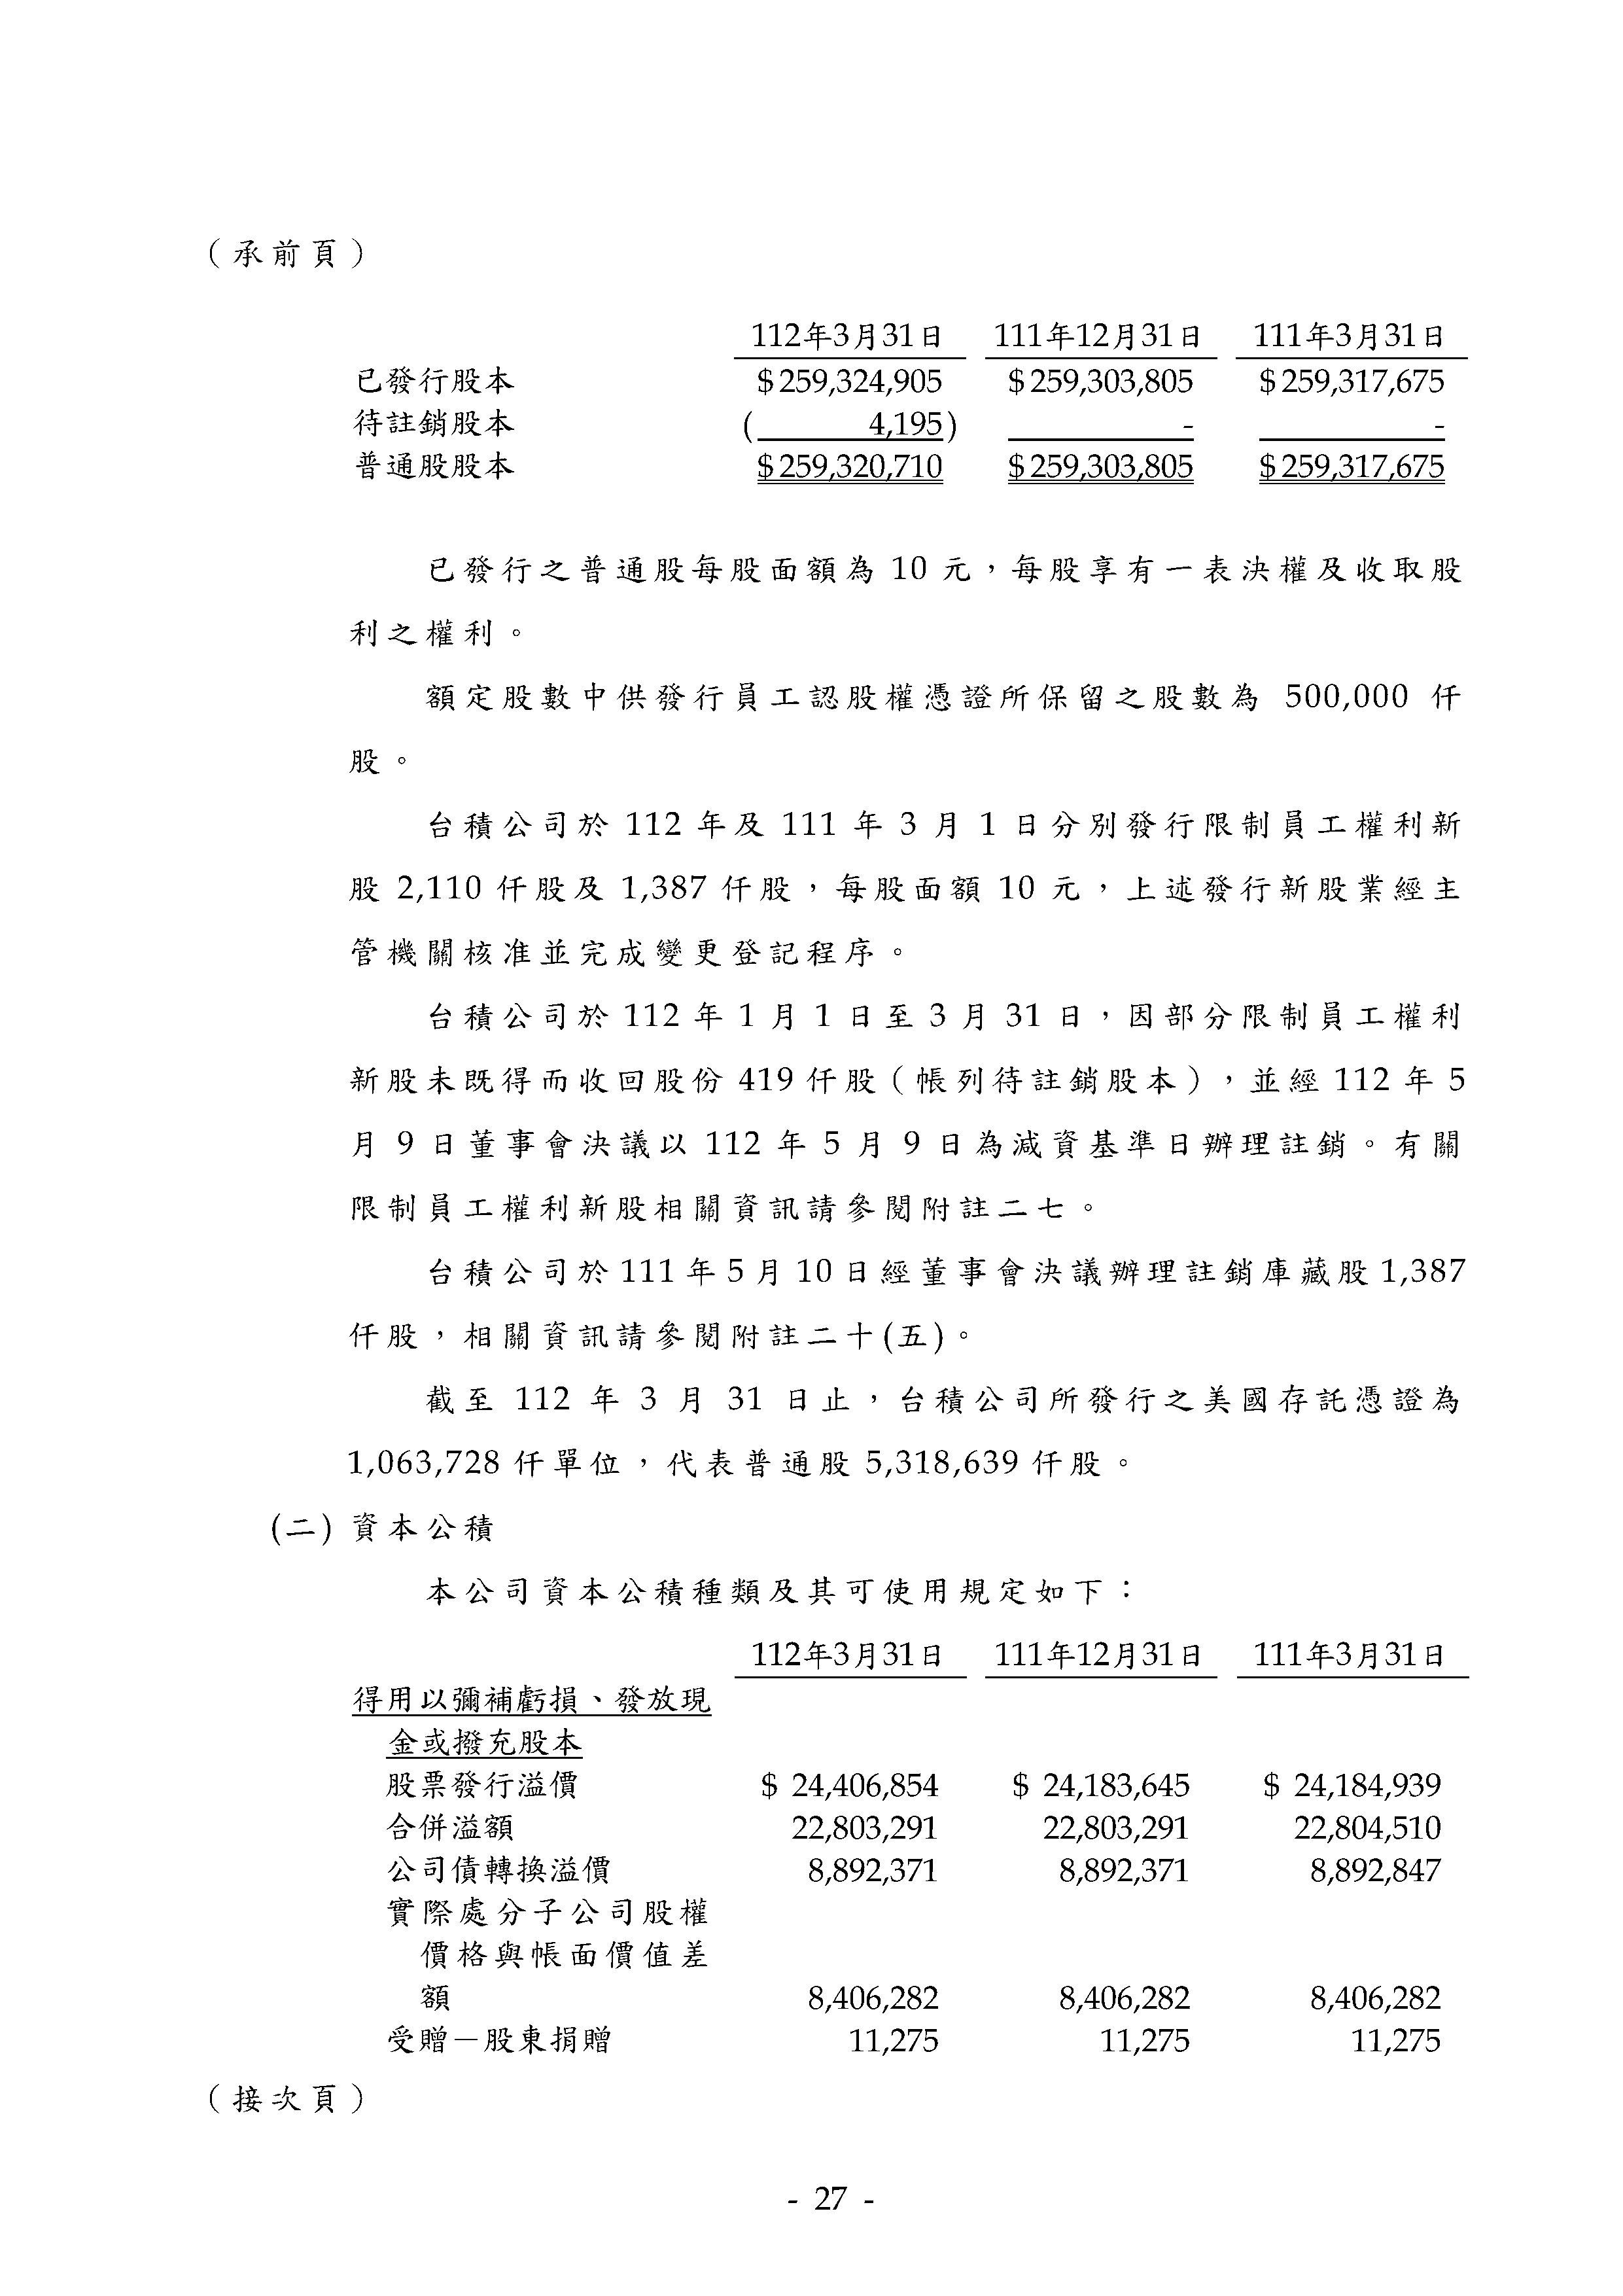 （承前頁）
112年3月31日 111年12月31日 111年3月31日
已發行股本 $259,324,905 $259,303,805 $259,317,675
待註銷股本 ( 4,195) - -
普通股股本 $259,320,710 $259,303,805 $259,317,675
已發行之普通股每股面額為 10 元，每股享有一表決權及收取股
利之權利。
額定股數中供發行員工認股權憑證所保留之股數為 500,000 仟
股。
台積公司於 112 年及 111 年 3 月 1 日分別發行限制員工權利新
股 2,110 仟股及 1,387 仟股，每股面額 10 元，上述發行新股業經主
管機關核准並完成變更登記程序。
台積公司於 112 年 1 月 1 日至 3 月 31 日，因部分限制員工權利
新股未既得而收回股份 419 仟股（帳列待註銷股本），並經 112 年 5
月 9 日董事會決議以 112 年 5 月 9 日為減資基準日辦理註銷。有關
限制員工權利新股相關資訊請參閱附註二七。
台積公司於 111 年 5 月 10 日經董事會決議辦理註銷庫藏股 1,387
仟股，相關資訊請參閱附註二十(五)。
截至 112 年 3 月 31 日止，台積公司所發行之美國存託憑證為
1,063,728 仟單位，代表普通股 5,318,639 仟股。
(二) 資本公積
本公司資本公積種類及其可使用規定如下：
112年3月31日 111年12月31日 111年3月31日
得用以彌補虧損、發放現
金或撥充股本
股票發行溢價 $ 24,406,854 $ 24,183,645 $ 24,184,939
合併溢額 22,803,291 22,803,291 22,804,510
公司債轉換溢價 8,892,371 8,892,371 8,892,847
實際處分子公司股權
價格與帳面價值差
額 8,406,282 8,406,282 8,406,282
受贈－股東捐贈 11,275 11,275 11,275
（接次頁）
- 27 -